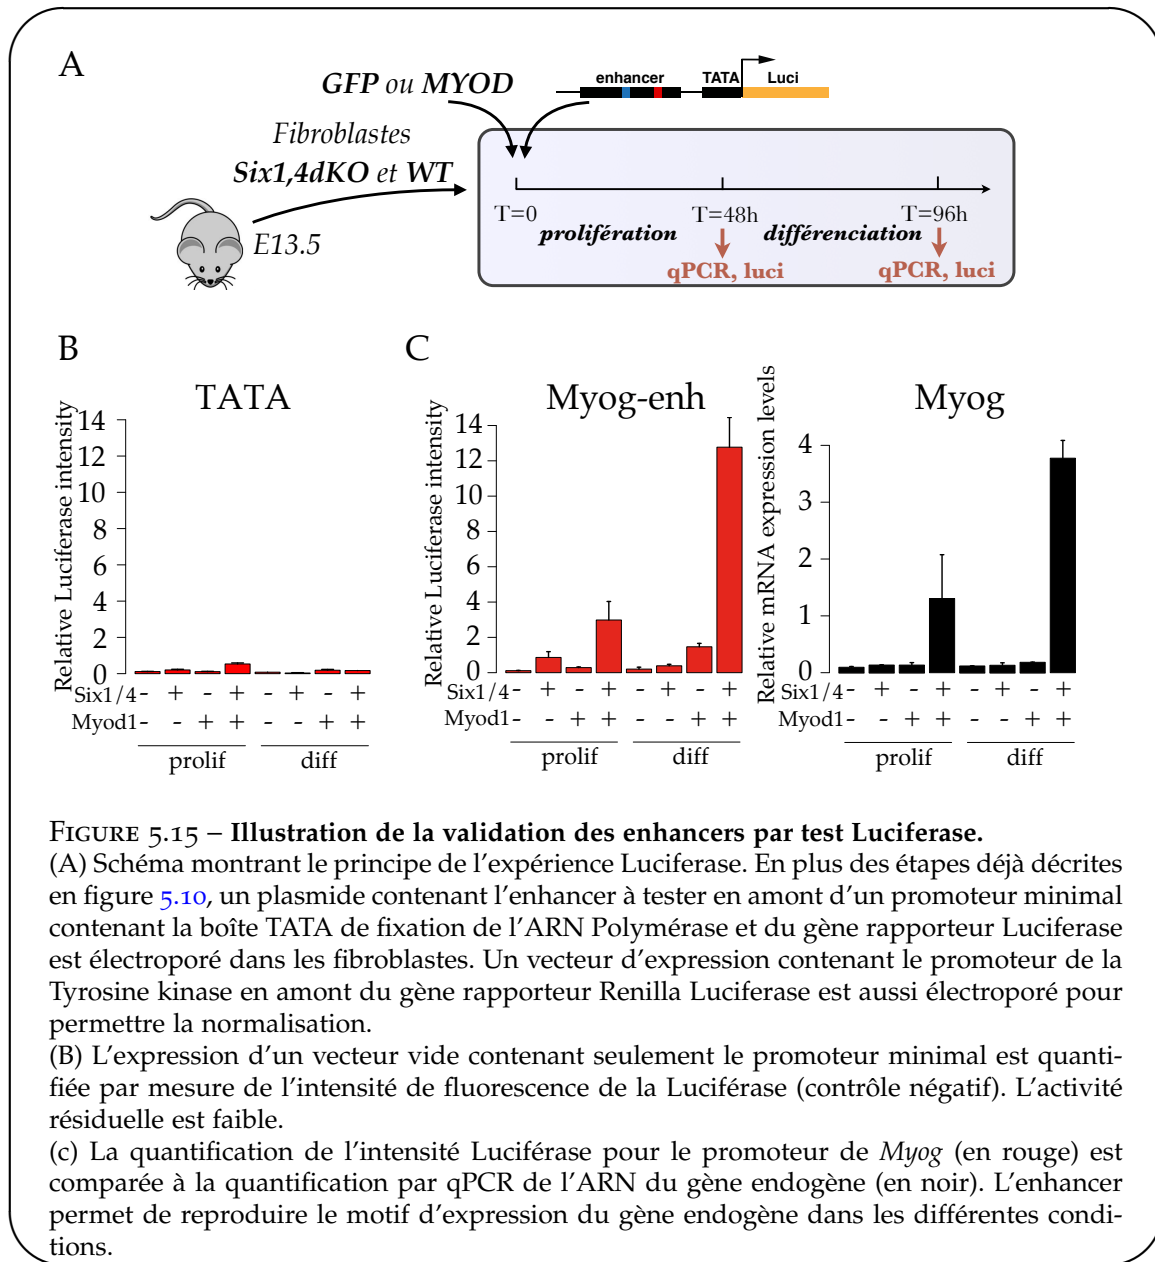 A
GFP ou MYOD
enhancer TATA Luci
Fibroblastes
Six1,4dKO et WT
E13.5
T=0 T=48h T=96h
prolifération différenciation
qPCR, luci qPCR, luci
B
TATA
Relative Luciferase intensity
14
12
10
8
6
4
2
0
Six1/4 - + - + - + - +
Myod1 - - + + - - + +
prolif diff
C
Myog-enh
Relative Luciferase intensity
14
12
10
8
6
4
2
0
Six1/4 - + - + - + - +
Myod1 - - + + - - + +
prolif diff
Myog
Relative mRNA expression levels
4
3
2
1
0
Six1/4 - + - + - + - +
Myod1 - - + + - - + +
prolif diff
FIGURE 5.15 – Illustration de la validation des enhancers par test Luciferase.
(A) Schéma montrant le principe de l'expérience Luciferase. En plus des étapes déjà décrites
en figure 5.10, un plasmide contenant l'enhancer à tester en amont d'un promoteur minimal
contenant la boîte TATA de fixation de l'ARN Polymérase et du gène rapporteur Luciferase
est électroporé dans les fibroblastes. Un vecteur d'expression contenant le promoteur de la
Tyrosine kinase en amont du gène rapporteur Renilla Luciferase est aussi électroporé pour
permettre la normalisation.
(B) L'expression d'un vecteur vide contenant seulement le promoteur minimal est quanti-
fiée par mesure de l'intensité de fluorescence de la Luciférase (contrôle négatif). L'activité
résiduelle est faible.
(c) La quantification de l'intensité Luciférase pour le promoteur de Myog (en rouge) est
comparée à la quantification par qPCR de l'ARN du gène endogène (en noir). L'enhancer
permet de reproduire le motif d'expression du gène endogène dans les différentes condi-
tions.